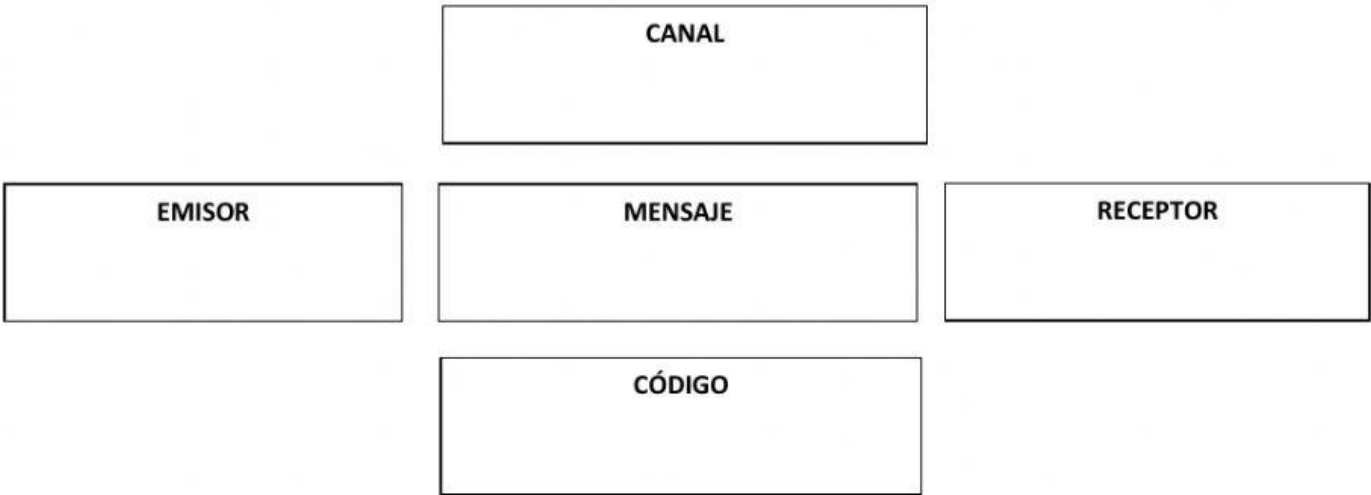 CANAL
EMISOR
MENSAJE
RECEPTOR
CÓDIGO